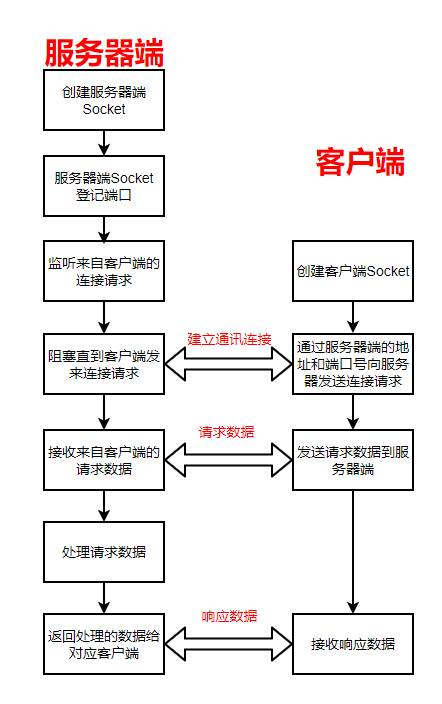 服务器端
创建服务器端
Socket
服务器端Socket
登记端口
监听来自客户端的
连接请求
阻塞直到客户端发
来连接请求
接收来自客户端的
请求数据
处理请求数据
返回处理的数据给
对应客户端
建立通讯连接
请求数据
响应数据
客户端
创建客户端Socket
通过服务器端的地
址和端口号向服务
器发送连接请求
发送请求数据到服
务器端
接收响应数据